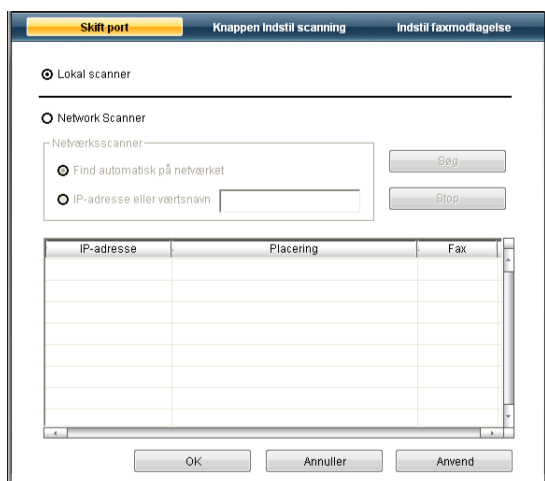 Skift port Knappen Indstil scanning Indstil faxmodtagelse
Lokal scanner
Network Scanner
Netværksscanner
Find automatisk på netværket
Søg
IP-adresse eller værtsnavn
Stop
IP-adresse Placering Fax
OK Annuller Anvend